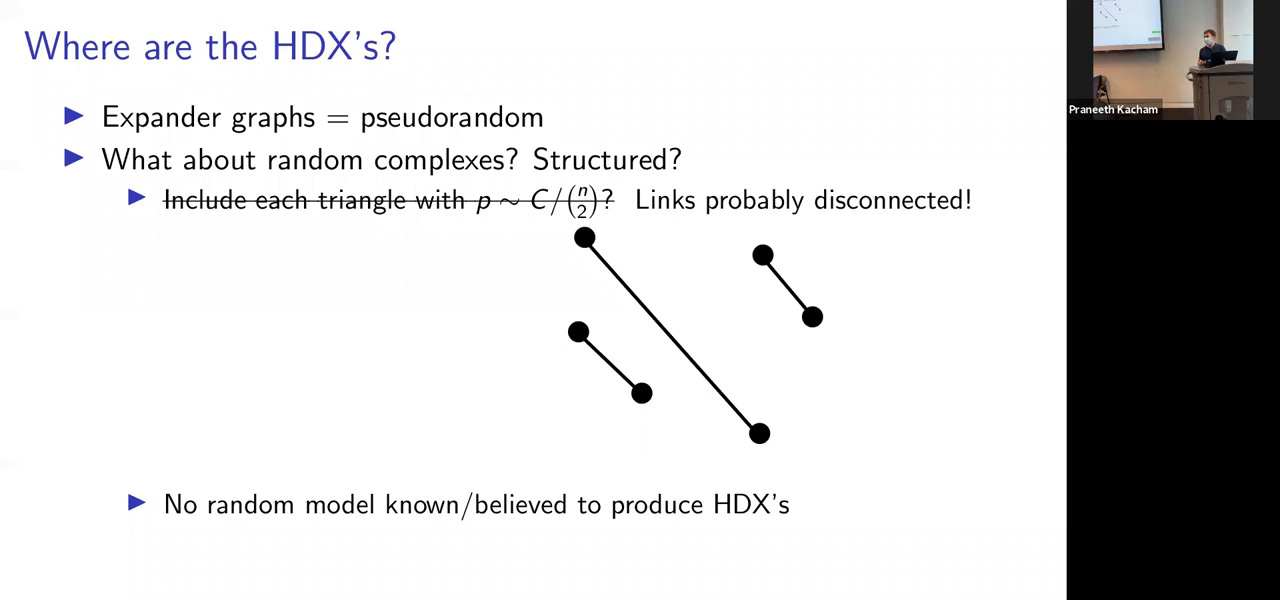 Where are the HDX's?
Expander graphs = pseudorandom
What about random complexes? Structured?
Include each triangle with p ∼ C/(n 2)? Links probably disconnected!
No random model known/believed to produce HDX's
Praneeth Kacham